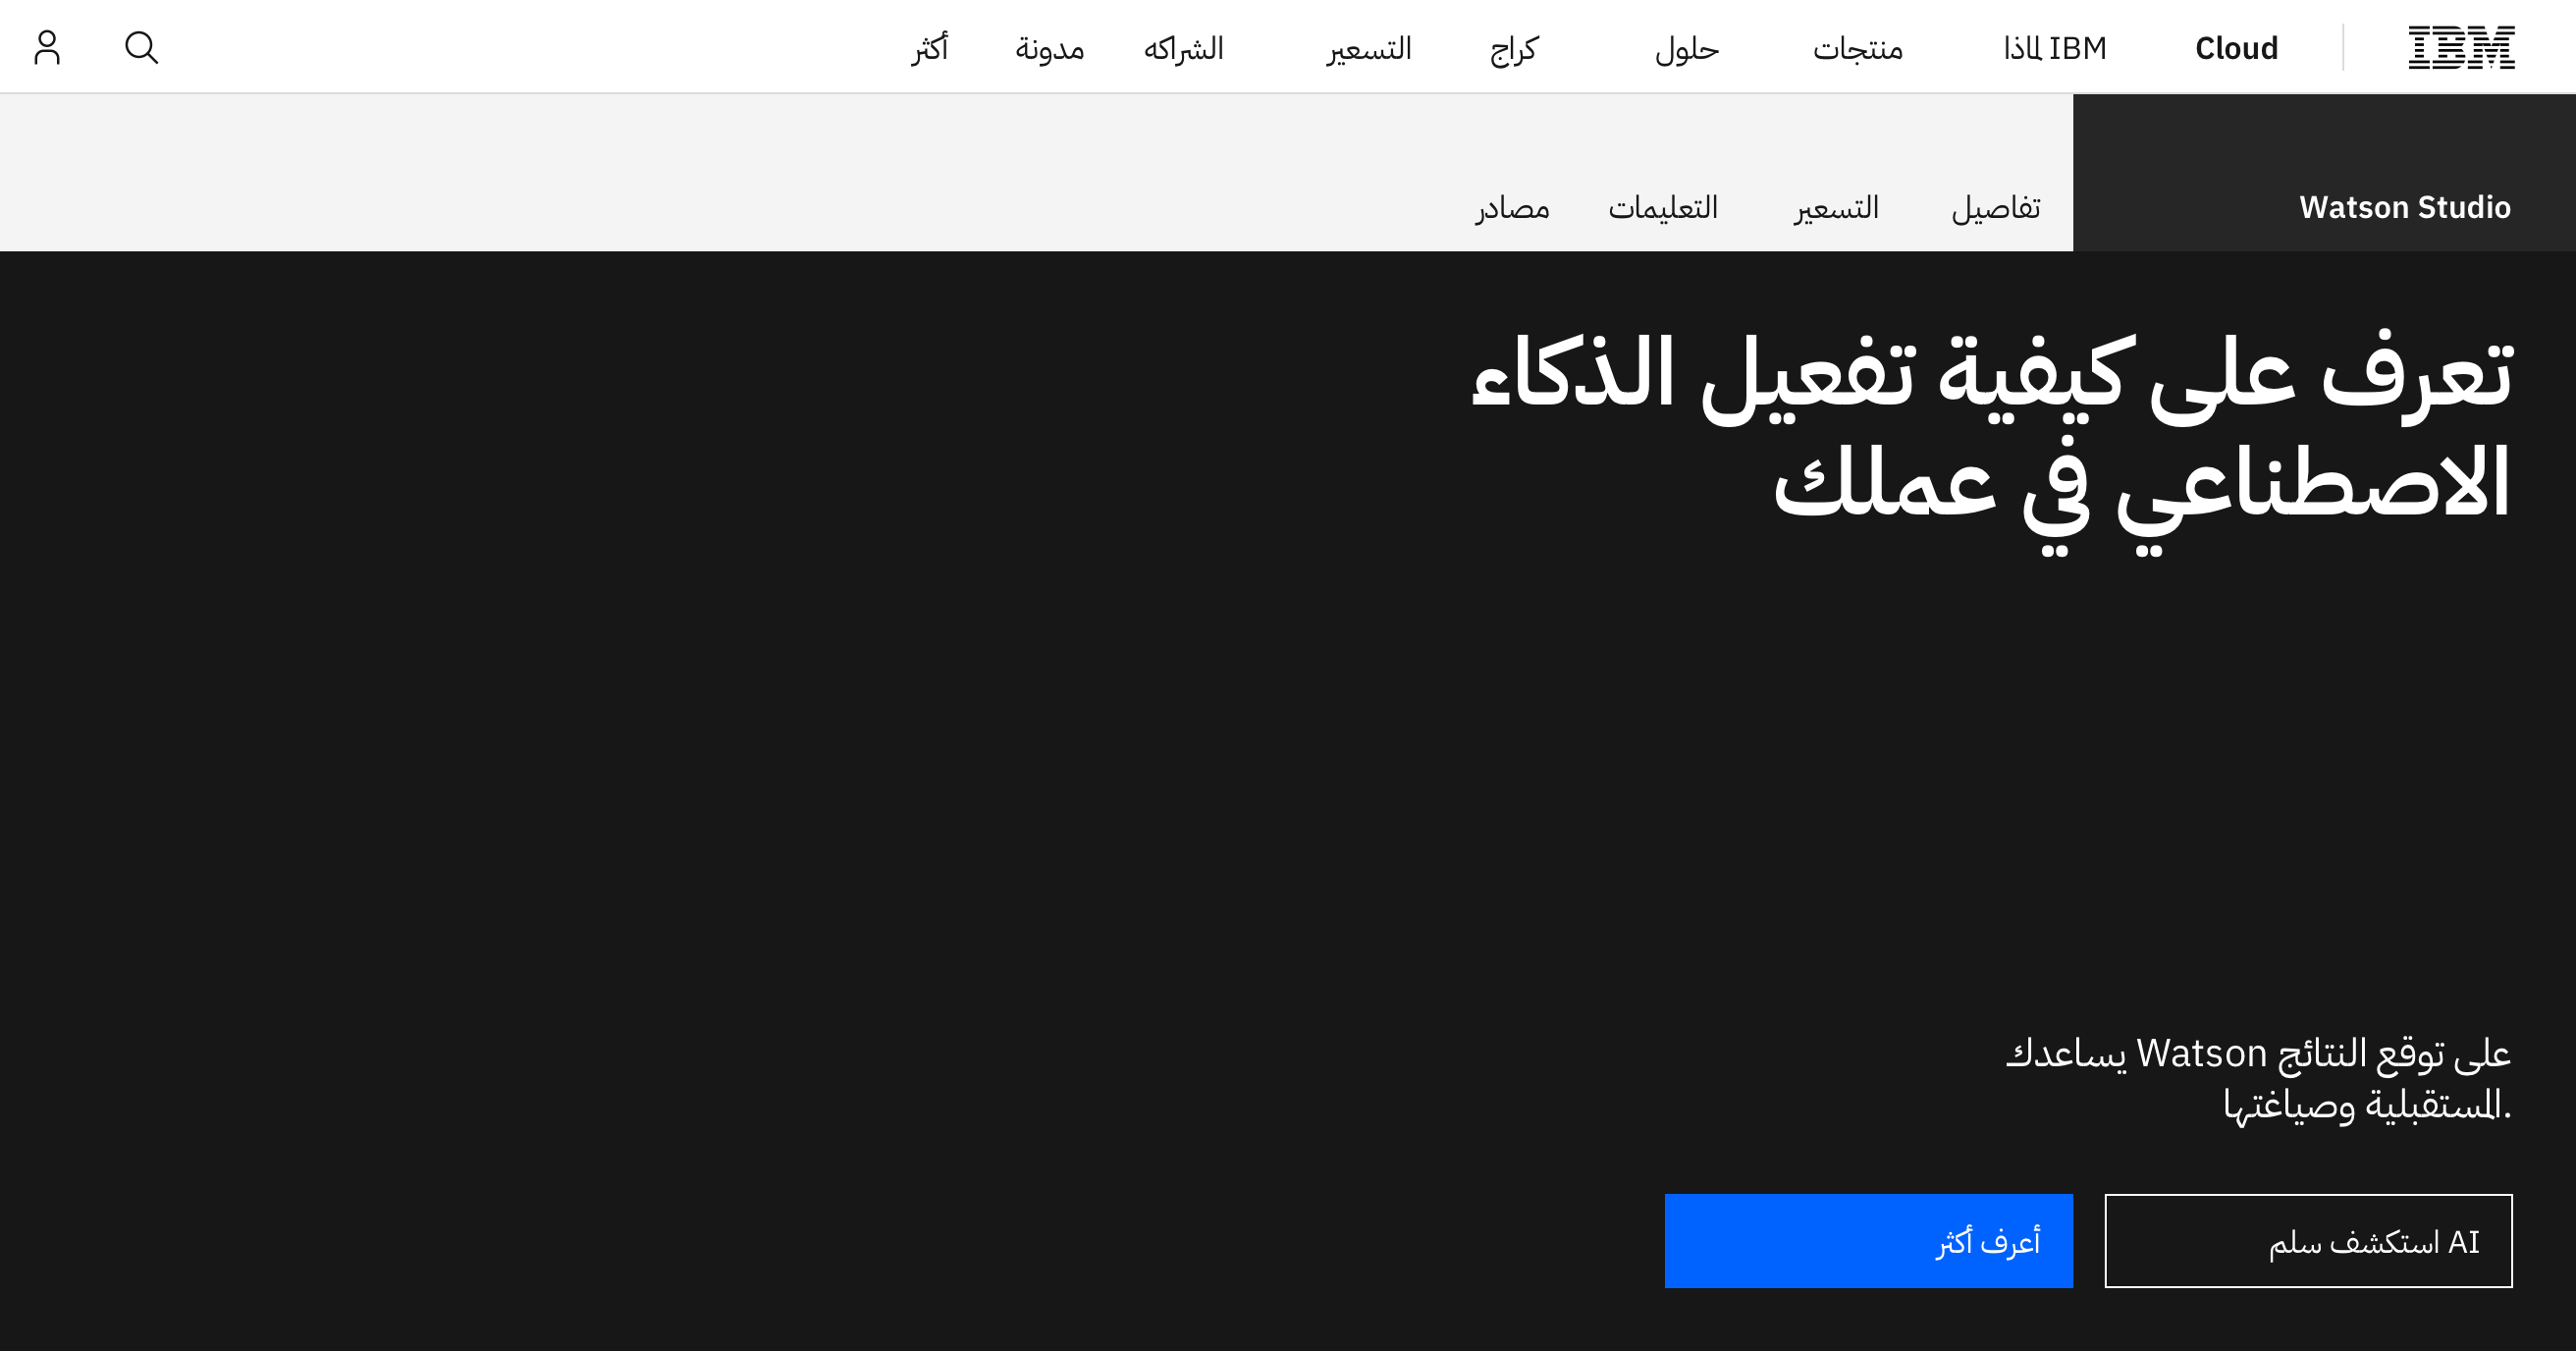 IBM
Cloud
لماذا IBM
منتجات
حلول
كراج
التسعير
الشراكه
مدونة
أكثر
Watson Studio
تفاصيل
التسعير
التعليمات
مصادر
تعرف على كيفية تفعيل الذكاء
الاصطناعي في عملك
على توقع النتائج Watson يساعدك
.المستقبلية وصياغتها
AI استكشف سلم
أعرف أكثر